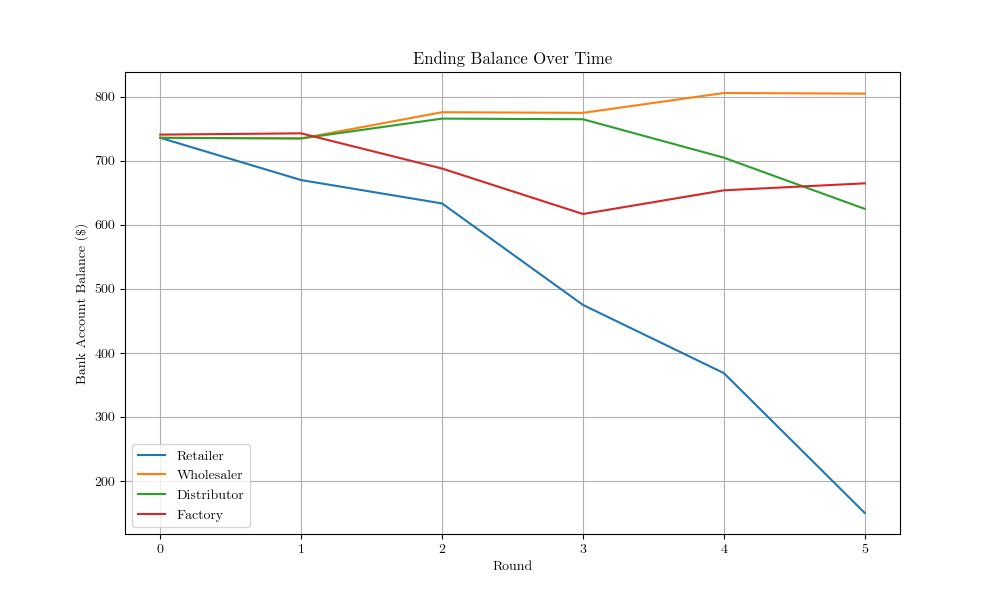 Ending Balance Over Time
Bank Account Balance ($)
800
700
600
500
400
300
200
Retailer
Wholesaler
Distributor
Factory
0 1 2 3 4 5
Round